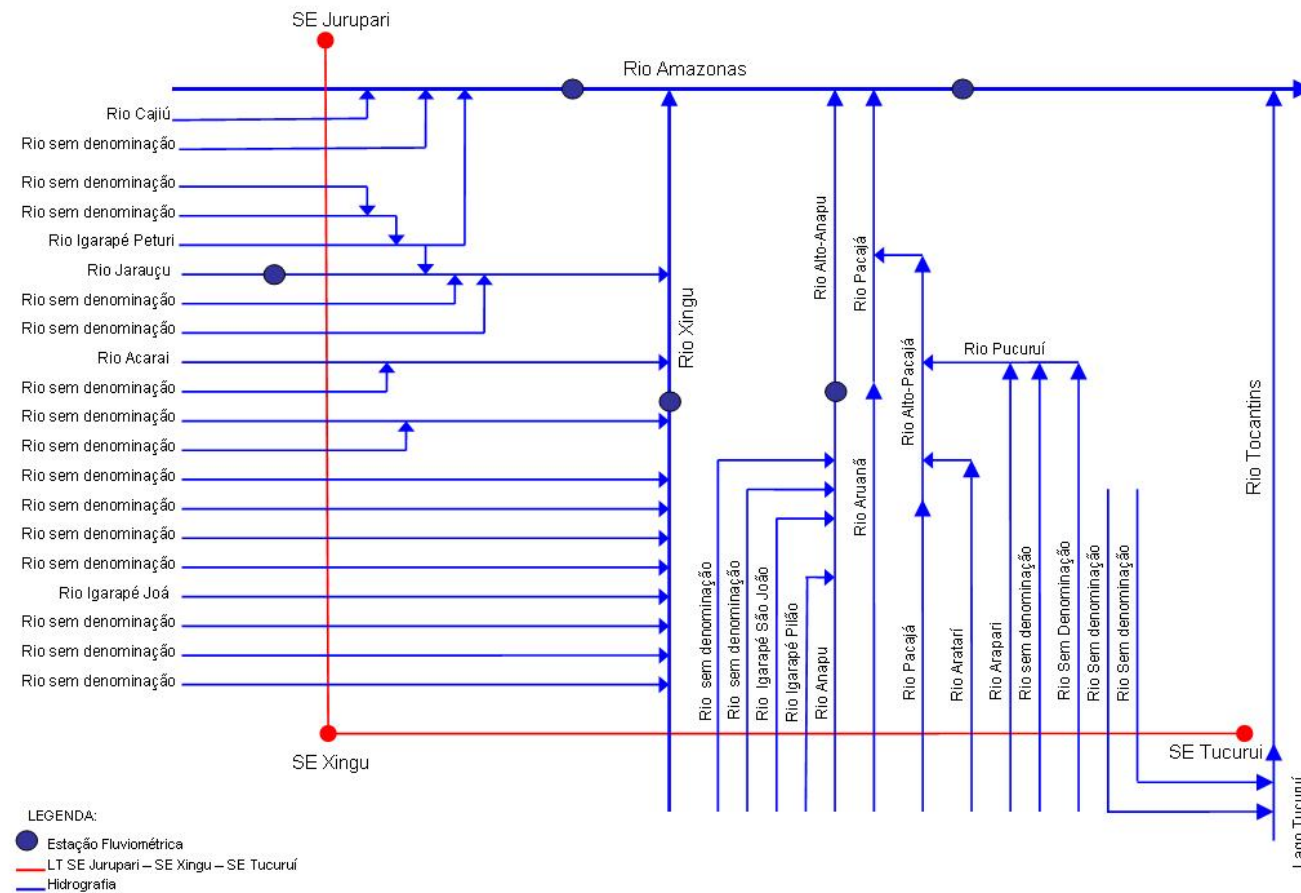 SE Jurupari
Rio Amazonas
Rio Cajiú
Rio sem denominação
Rio sem denominação
Rio sem denominação
Rio Igarapé Peturi
Rio Jarauçu
Rio sem denominação
Rio sem denominação
Rio Acarai
Rio sem denominação
Rio sem denominação
Rio sem denominação
Rio sem denominação
Rio sem denominação
Rio sem denominação
Rio sem denominação
Rio Igarapé Joá
Rio sem denominação
Rio sem denominação
Rio sem denominação
Rio Xingu
Rio sem denominação
Rio sem denominação
Rio Igarapé São João
Rio Igarapé Pilão
Rio Anapu
Rio Alto-Anapu
Rio Pacajá
Rio Aruanã
Rio Alto-Pacajá
Rio Pacajá
Rio Pucuruí
Rio Aratarí
Rio Arapari
Rio sem denominação
Rio Sem Denominação
Rio Sem denominação
Rio Sem denominação
Rio Tocantins
Lago Tucuruí
SE Xingu
SE Tucurui
LEGENDA:
Estação Fluviométrica
LT SE Jurupari – SE Xingu – SE Tucuruí
Hidrografia